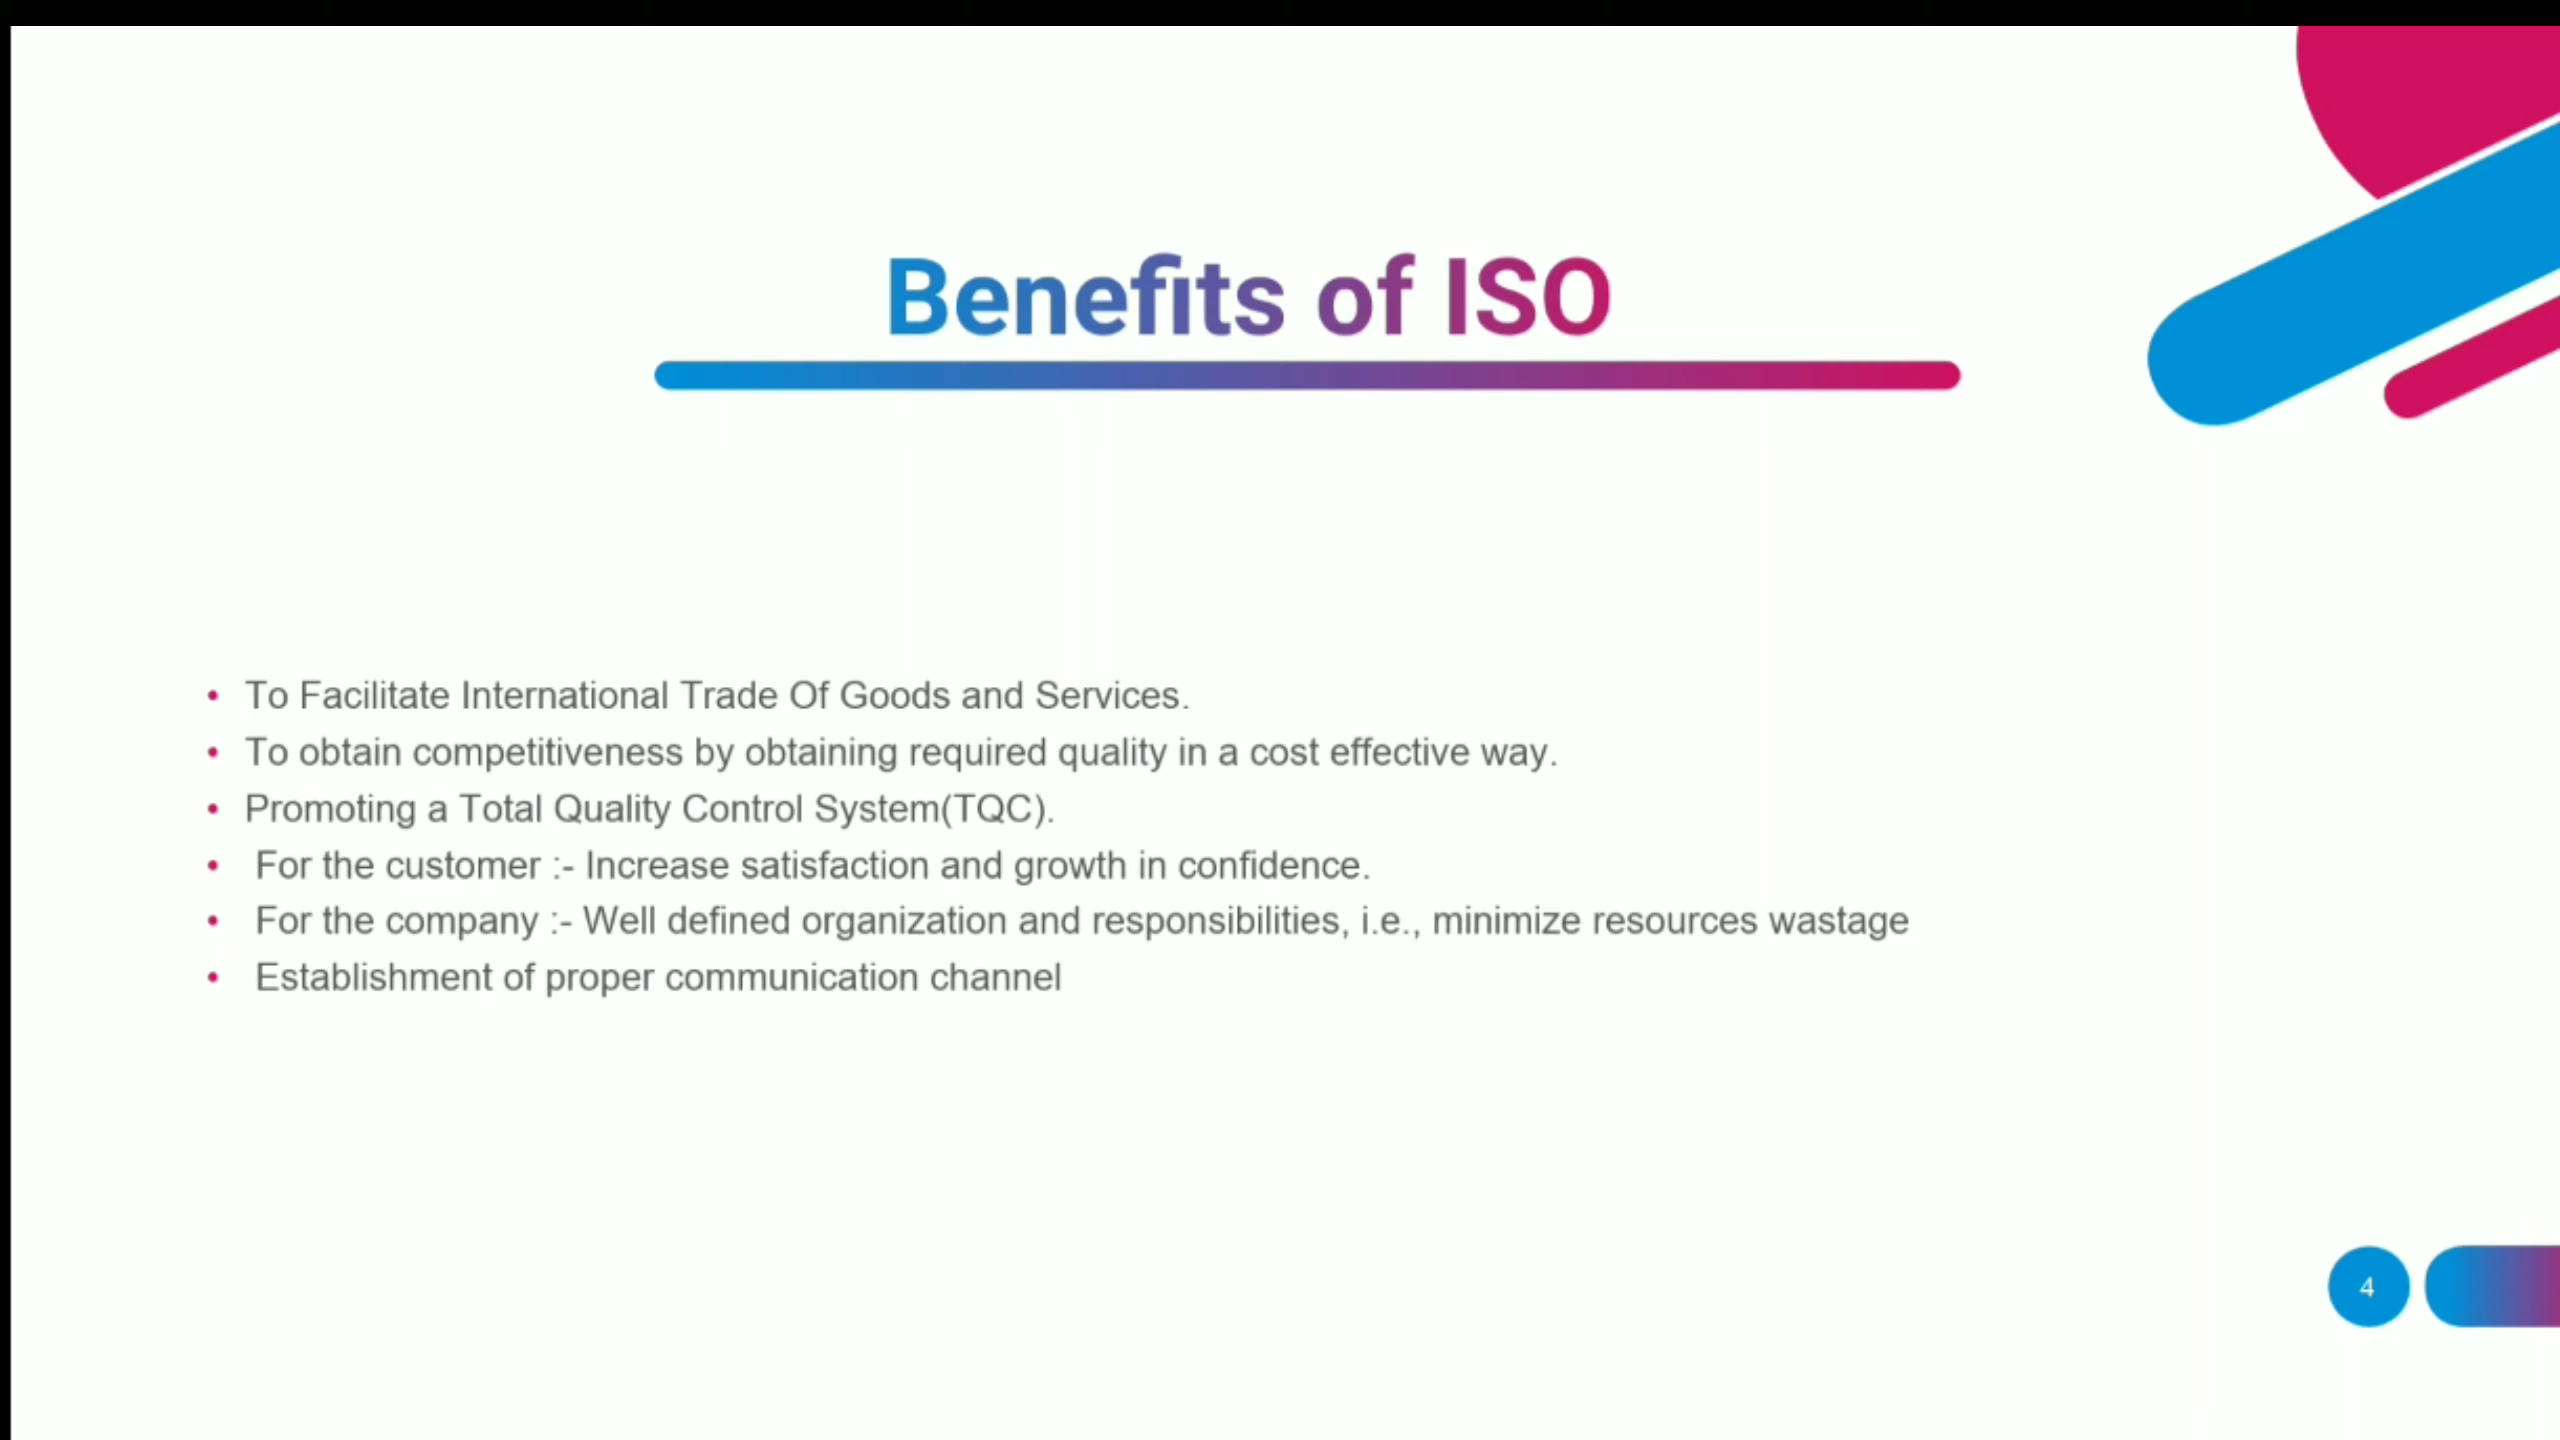 Benefits of ISO
• To Facilitate International Trade Of Goods and Services.
• To obtain competitiveness by obtaining required quality in a cost effective way.
• Promoting a Total Quality Control System(TQC).
• For the customer :- Increase satisfaction and growth in confidence.
• For the company :- Well defined organization and responsibilities, i.e., minimize resources wastage
• Establishment of proper communication channel
4